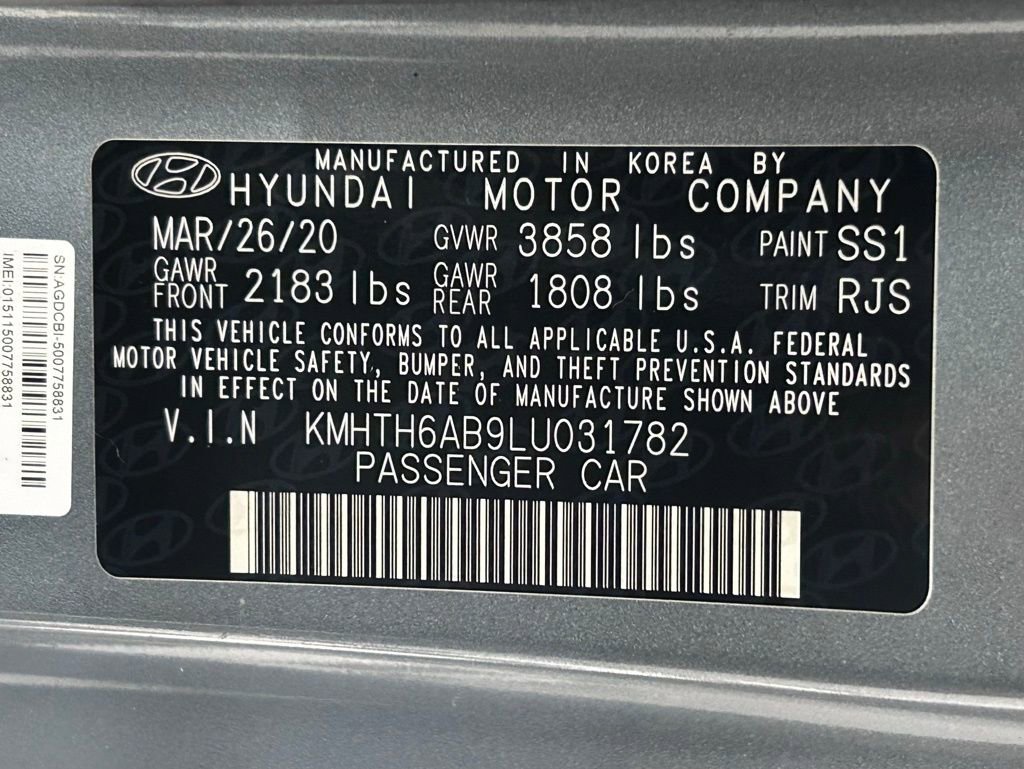 MANUFACTURED IN KOREA BY
HYUNDAI MOTOR COMPANY
MAR/26/20 GVWR 3858 lbs PAINT SS1
GAWR FRONT 2183 lbs GAWR REAR 1808 lbs TRIM RJS
THIS VEHICLE CONFORMS TO ALL APPLICABLE U.S.A. FEDERAL
MOTOR VEHICLE SAFETY, BUMPER, AND THEFT PREVENTION STANDARDS
IN EFFECT ON THE DATE OF MANUFACTURE SHOWN ABOVE
V.I.N KMHTH6AB9LU031782
PASSENGER CAR
SN:AGDCBI-5007758831
IMEI:015115007758831